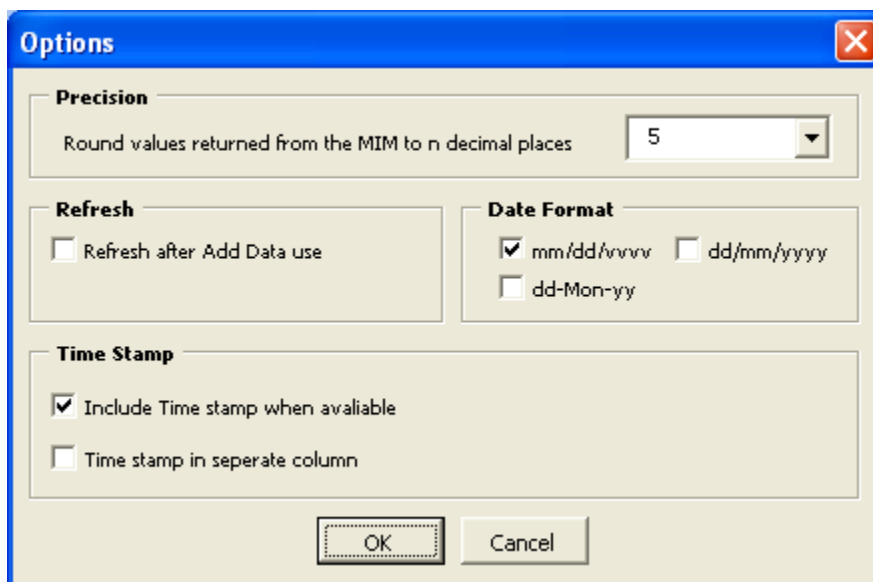 Options
Precision
Round values returned from the MIM to n decimal places 5
Refresh
Refresh after Add Data use
Date Format
mm/dd/yyyy dd/mm/yyyy
dd-Mon-yy
Time Stamp
Include Time stamp when avaliable
Time stamp in seperate column
OK Cancel